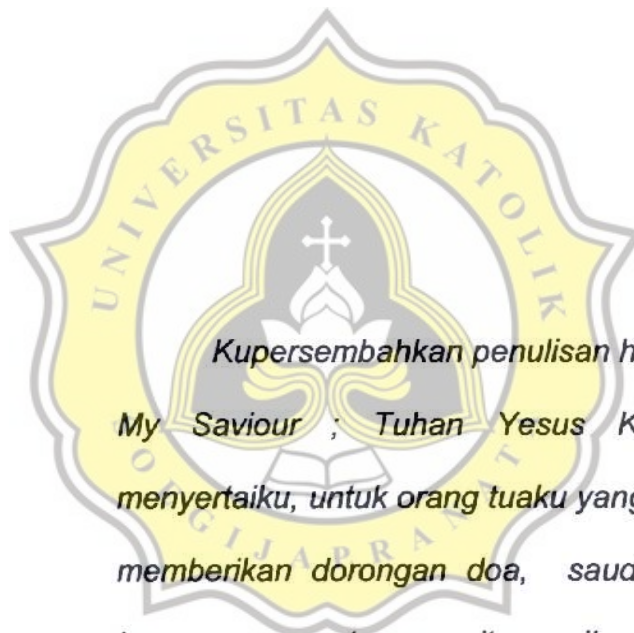 UNIVERSITAS KATOLIK
Kupersembahkan penulisan h
My Saviour ; Tuhan Yesus K
menyertaiku, untuk orang tuaku yang
memberikan dorongan doa, saud
SOEGIJAPRANATA